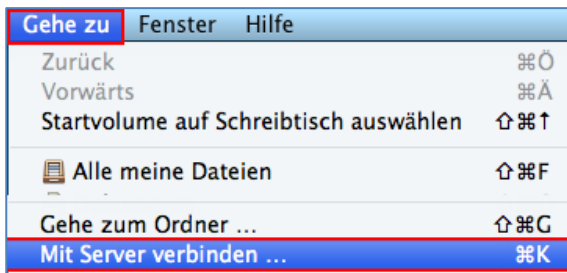 Gehe zu Fenster Hilfe
Zurück ⌘Ö
Vorwärts ⌘Ä
Startvolume auf Schreibtisch auswählen ⇧⌘↑
Alle meine Dateien ⇧⌘F
Gehe zum Ordner ... ⇧⌘G
Mit Server verbinden ... ⌘K